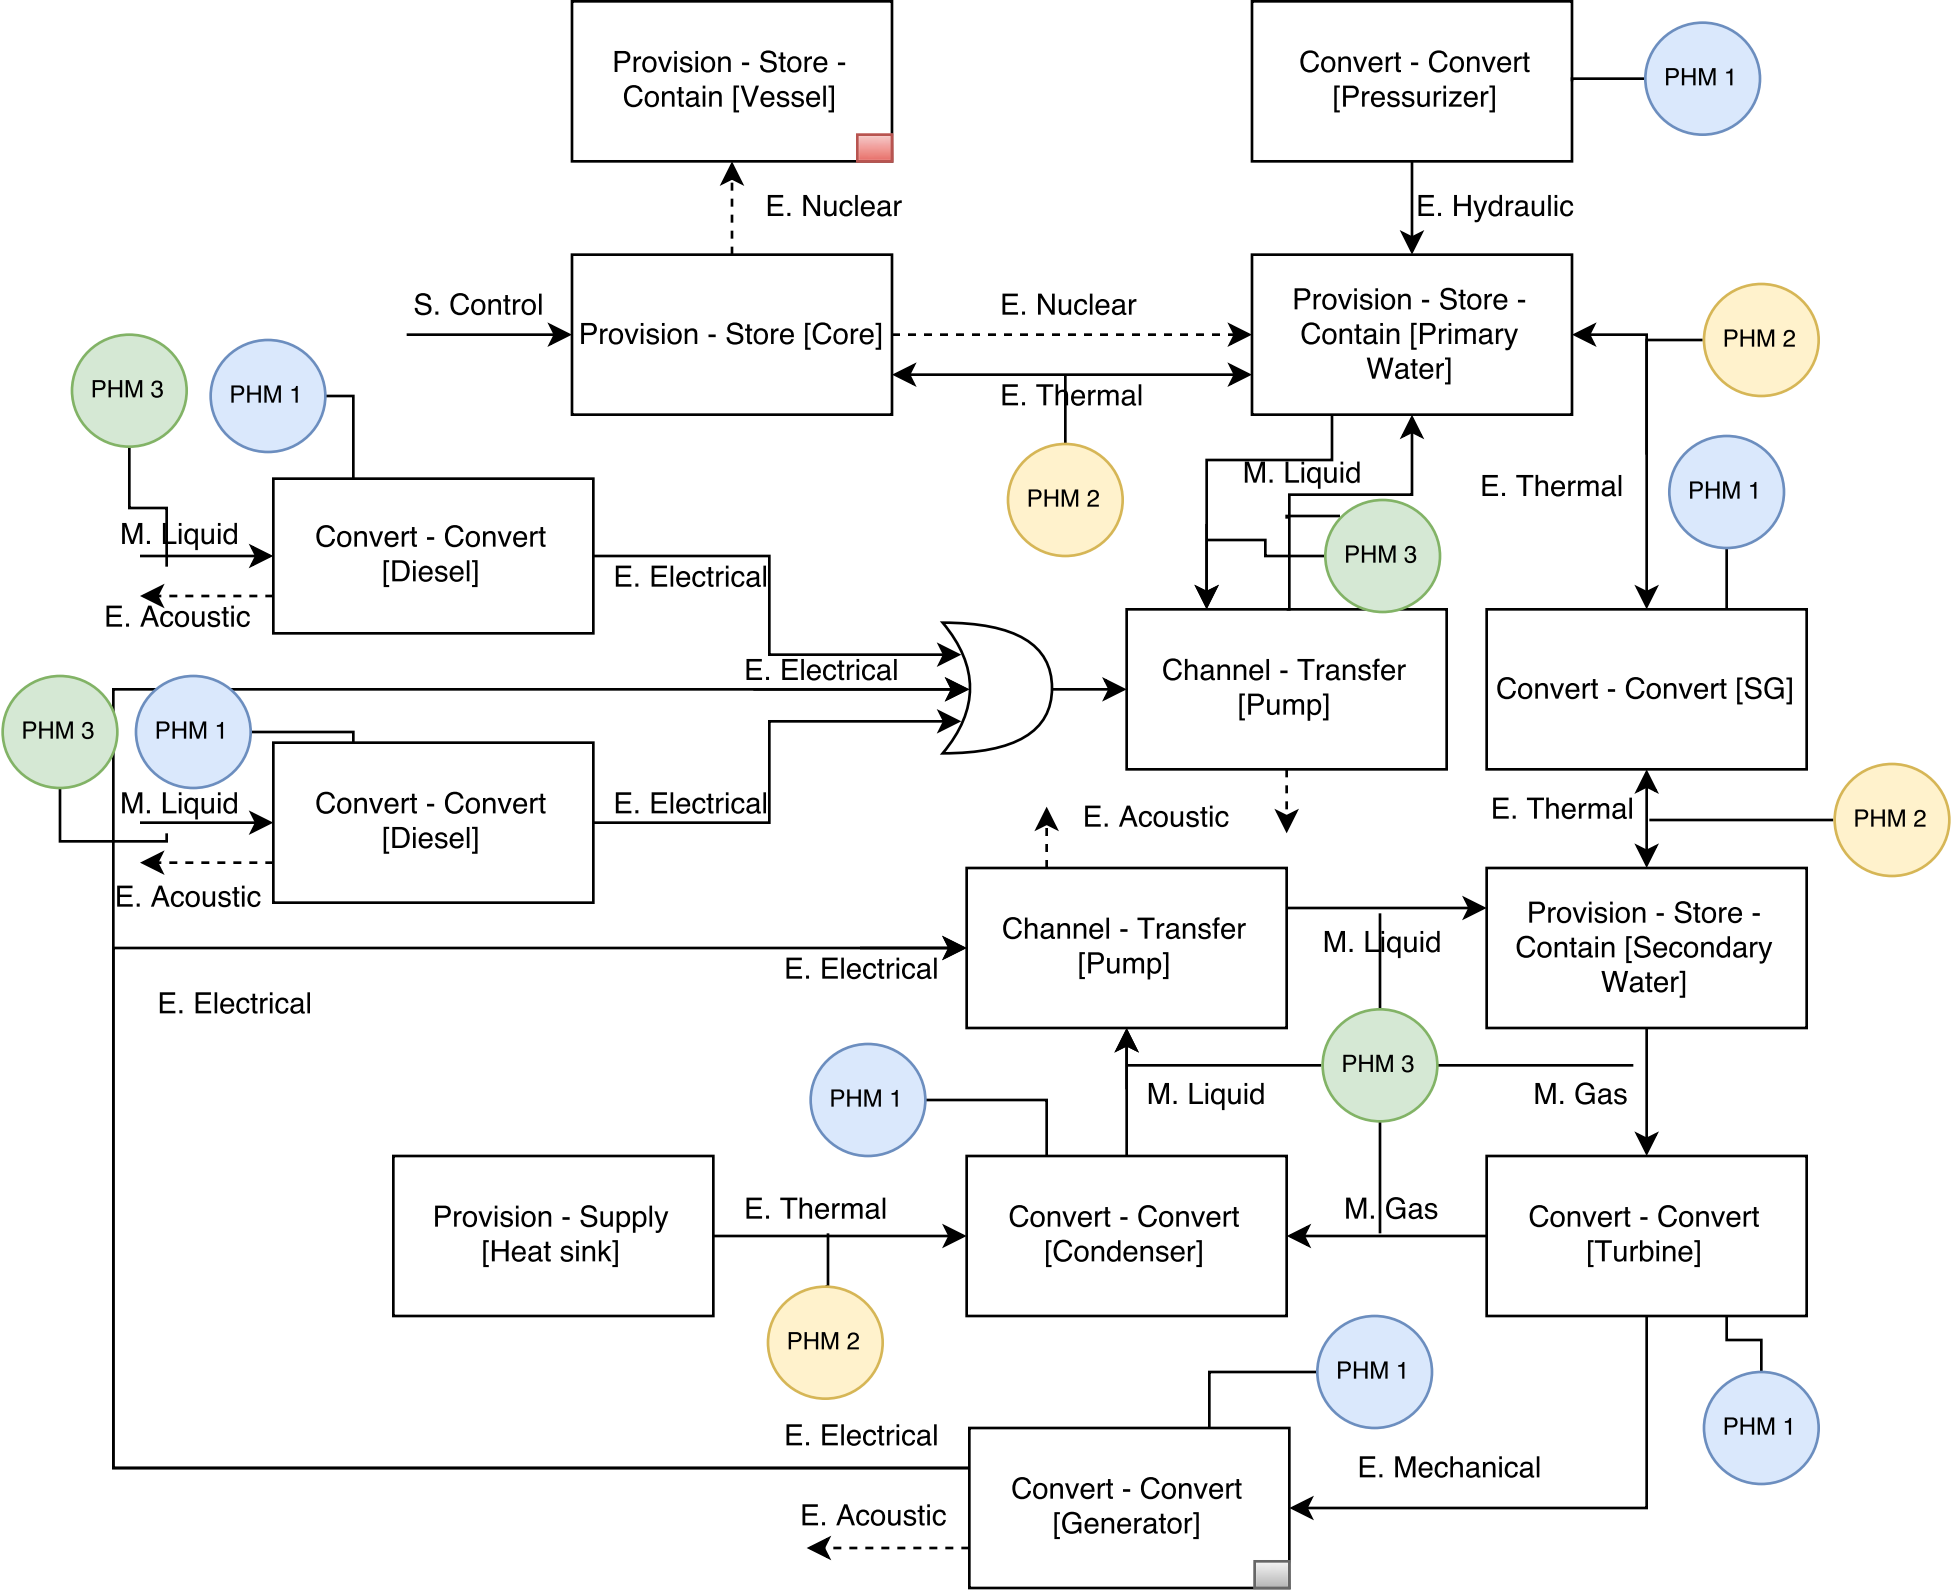 Provision - Store -
Contain [Vessel]
Convert - Convert
[Pressurizer]
PHM 1
E. Nuclear
E. Hydraulic
S. Control
Provision - Store [Core]
E. Nuclear
E. Thermal
Provision - Store -
Contain [Primary
Water]
PHM 2
PHM 3
PHM 1
PHM 2
M. Liquid
E. Thermal
PHM 1
M. Liquid
Convert - Convert
[Diesel]
E. Acoustic
E. Electrical
PHM 3
E. Electrical
Channel - Transfer
[Pump]
Convert - Convert [SG]
PHM 3
PHM 1
M. Liquid
Convert - Convert
[Diesel]
E. Acoustic
E. Electrical
E. Acoustic
E. Thermal
PHM 2
Channel - Transfer
[Pump]
M. Liquid
Provision - Store -
Contain [Secondary
Water]
E. Electrical
E. Electrical
PHM 1
M. Liquid
PHM 3
M. Gas
Provision - Supply
[Heat sink]
E. Thermal
Convert - Convert
[Condenser]
M. Gas
Convert - Convert
[Turbine]
PHM 2
PHM 1
PHM 1
E. Electrical
Convert - Convert
[Generator]
E. Mechanical
E. Acoustic